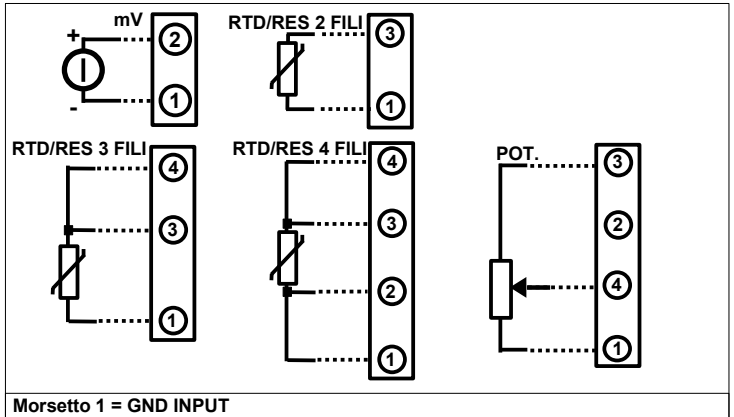 mV
+
2
-
1
RTD/RES 2 FILI
3
1
RTD/RES 3 FILI
4
3
1
RTD/RES 4 FILI
4
3
2
1
POT.
3
2
4
1
Morsetto 1 = GND INPUT